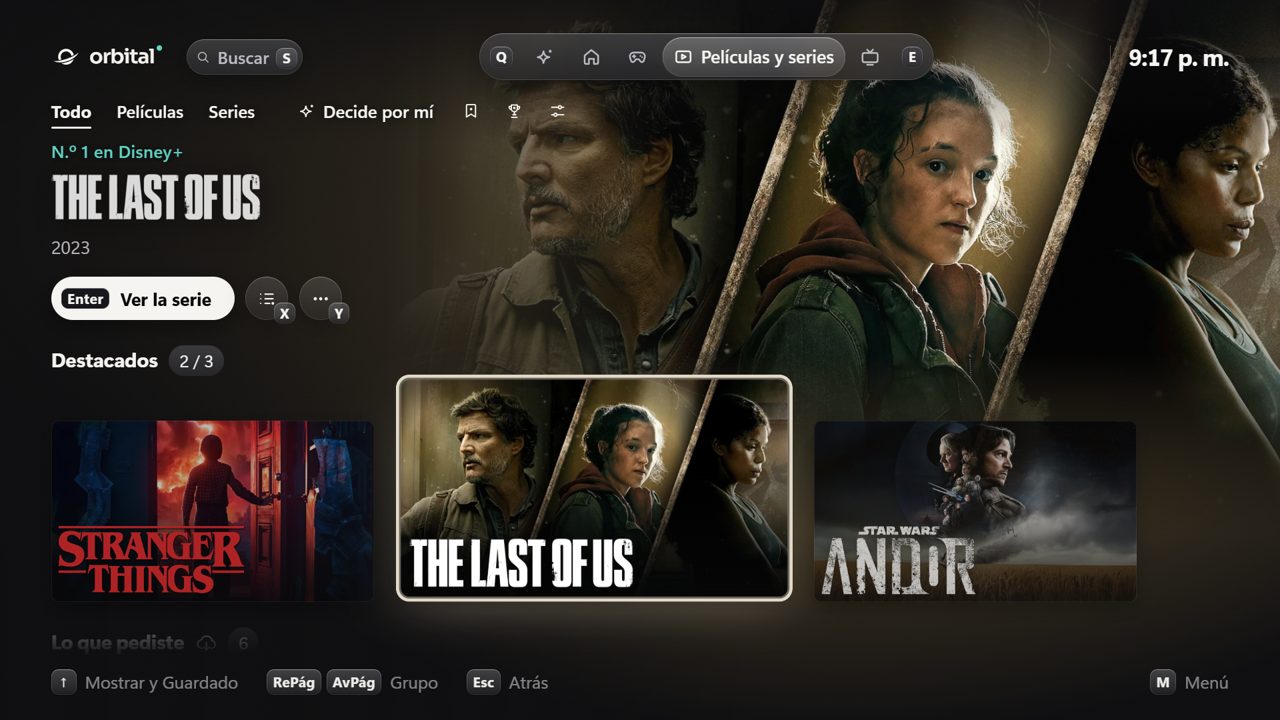 orbital
Buscar S
Q
Películas y series
E
9:17 p. m.
Todo
Películas
Series
Decide por mí
N.º 1 en Disney+
THE LAST OF US
2023
Enter Ver la serie
X
Y
Destacados 2 / 3
STRANGER THINGS
THE LAST OF US
STAR WARS
ANDOR
Lo que pediste 6
↑ Mostrar y Guardado
RePág AvPág Grupo
Esc Atrás
M Menú